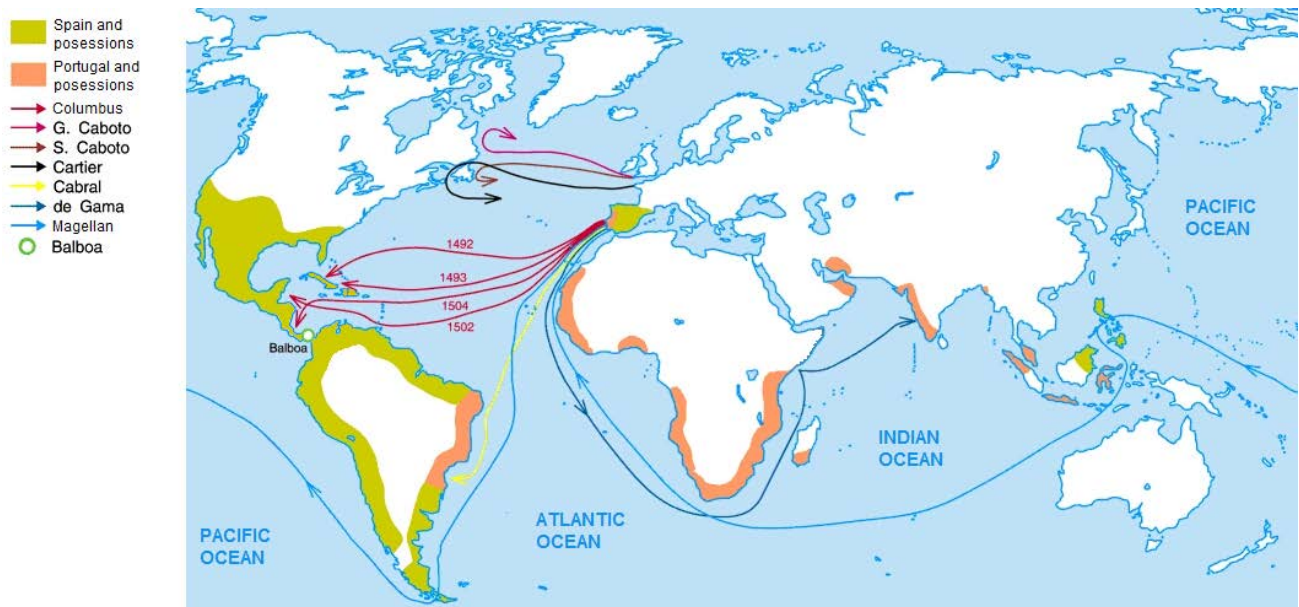 Spain and
posessions
Portugal and
posessions
Columbus
G. Caboto
S. Caboto
Cartier
Cabral
de Gama
Magellan
Balboa
1492
1493
1504
1502
Balboa
PACIFIC
OCEAN
ATLANTIC
OCEAN
INDIAN
OCEAN
PACIFIC
OCEAN